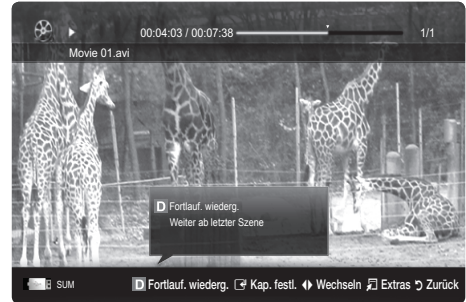 00:04:03 / 00:07:38 1/1
Movie 01.avi
D Fortlauf. wiederg.
Weiter ab letzter Szene
SUM D Fortlauf. wiederg. Kap. festl. Wechseln Extras Zurück